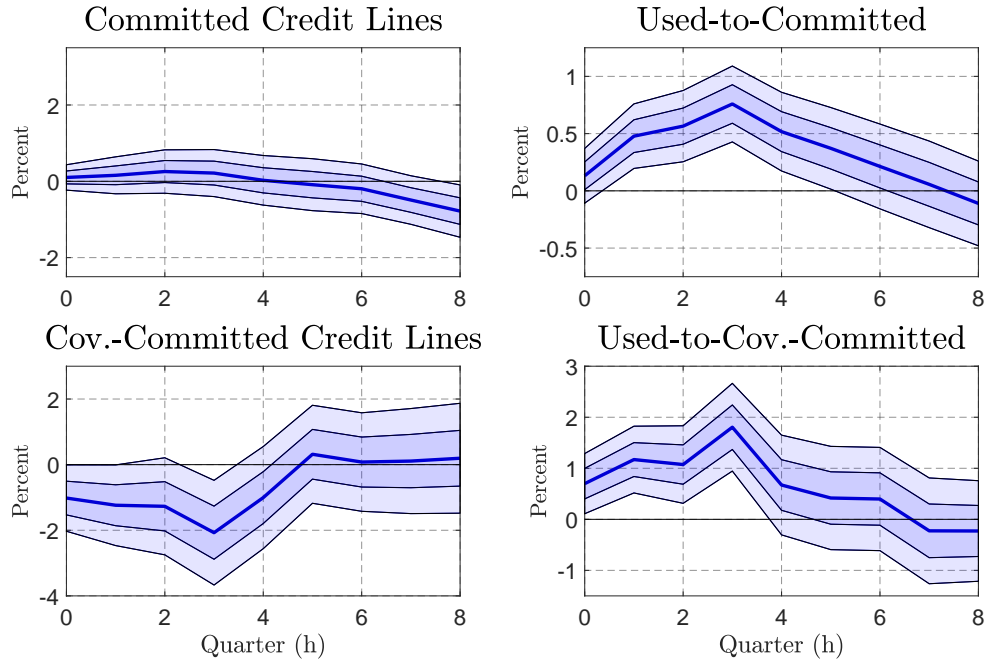 Committed Credit Lines
Percent
2
0
-2
0 2 4 6 8
Used-to-Committed
Percent
1
0.5
0
-0.5
0 2 4 6 8
Cov.-Committed Credit Lines
Percent
2
0
-2
-4
0 2 4 6 8
Quarter (h)
Used-to-Cov.-Committed
Percent
3
2
1
0
-1
0 2 4 6 8
Quarter (h)